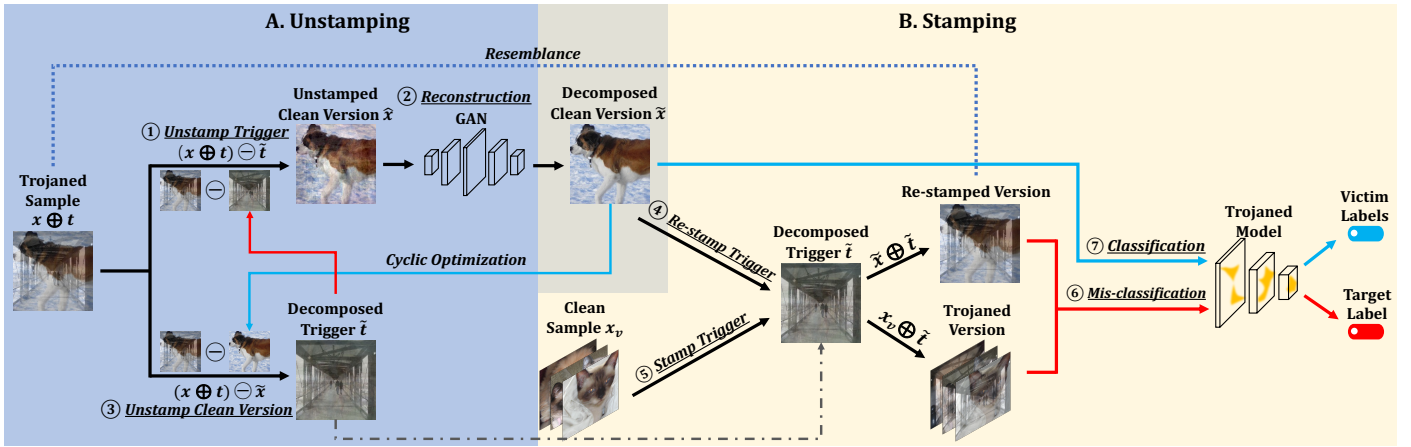 A. Unstamping
B. Stamping
Resemblance
Unstamped
Clean Version x̂
② Reconstruction
GAN
Decomposed
Clean Version x̃
① Unstamp Trigger
(x ⊕ t) ⊖ t̃
⊖
Trojaned
Sample
x ⊕ t
Cyclic Optimization
Decomposed
Trigger t̃
⊖
(x ⊕ t) ⊖ x̃
③ Unstamp Clean Version
④ Re-stamp Trigger
Clean
Sample xᵥ
⑤ Stamp Trigger
Decomposed
Trigger t̃
x̃ ⊕ t̃
xᵥ ⊕ t̃
Re-stamped Version
Trojaned
Version
⑦ Classification
⑥ Mis-classification
Trojaned
Model
Victim
Labels
Target
Label